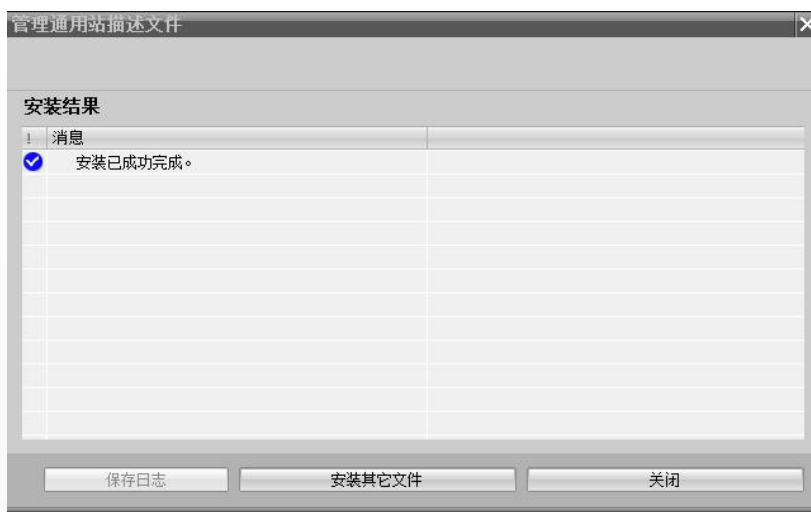 管理通用站描述文件
安装结果
! 消息
安装已成功完成。
保存日志 安装其它文件 关闭